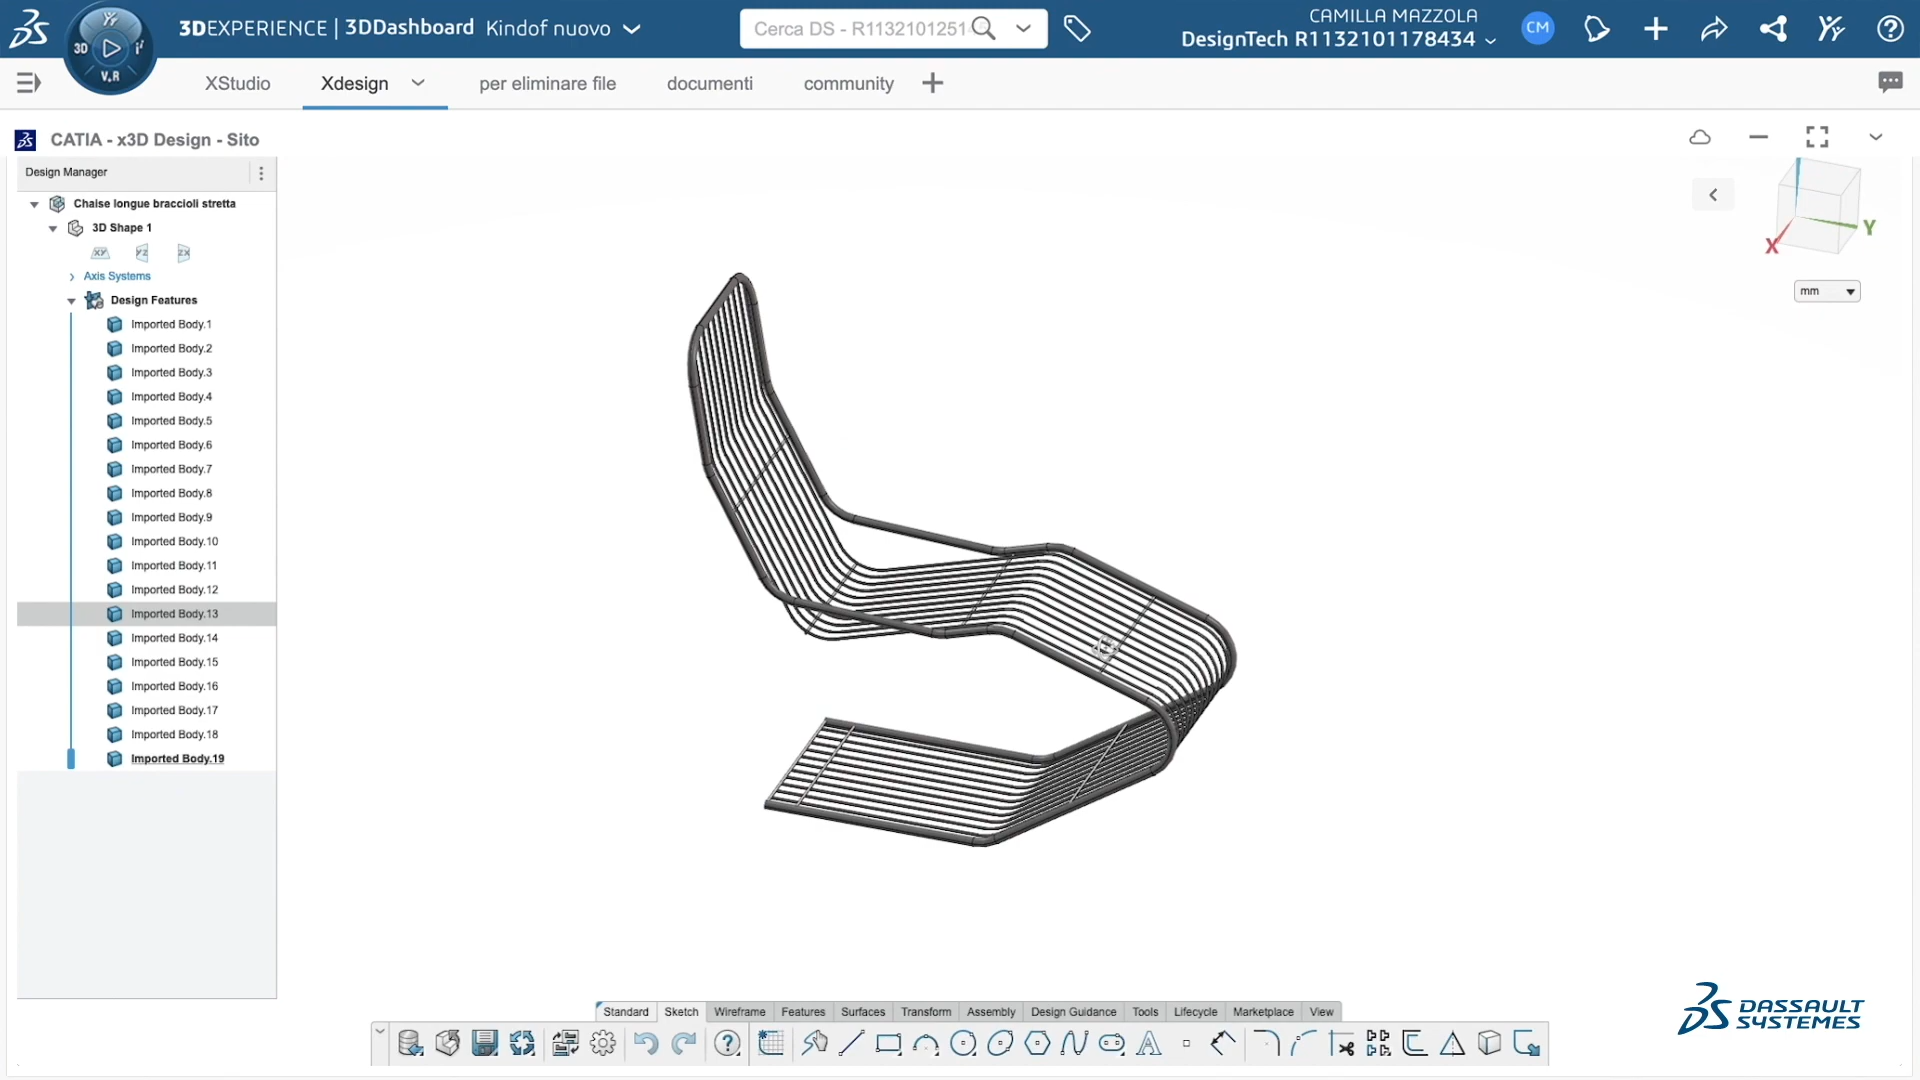 3DEXPERIENCE | 3DDashboard Kindof nuovo
3D
V.R
Cerca DS - R1132101251
CAMILLA MAZZOLA
DesignTech R1132101178434
CM
XStudio
Xdesign
per eliminare file
documenti
community
CATIA - x3D Design - Sito
Design Manager
Chaise longue braccioli stretta
3D Shape 1
XY
YZ
ZX
Axis Systems
Design Features
Imported Body.1
Imported Body.2
Imported Body.3
Imported Body.4
Imported Body.5
Imported Body.6
Imported Body.7
Imported Body.8
Imported Body.9
Imported Body.10
Imported Body.11
Imported Body.12
Imported Body.13
Imported Body.14
Imported Body.15
Imported Body.16
Imported Body.17
Imported Body.18
Imported Body.19
X
Y
mm
Standard
Sketch
Wireframe
Features
Surfaces
Transform
Assembly
Design Guidance
Tools
Lifecycle
Marketplace
View
DASSAULT
SYSTEMES